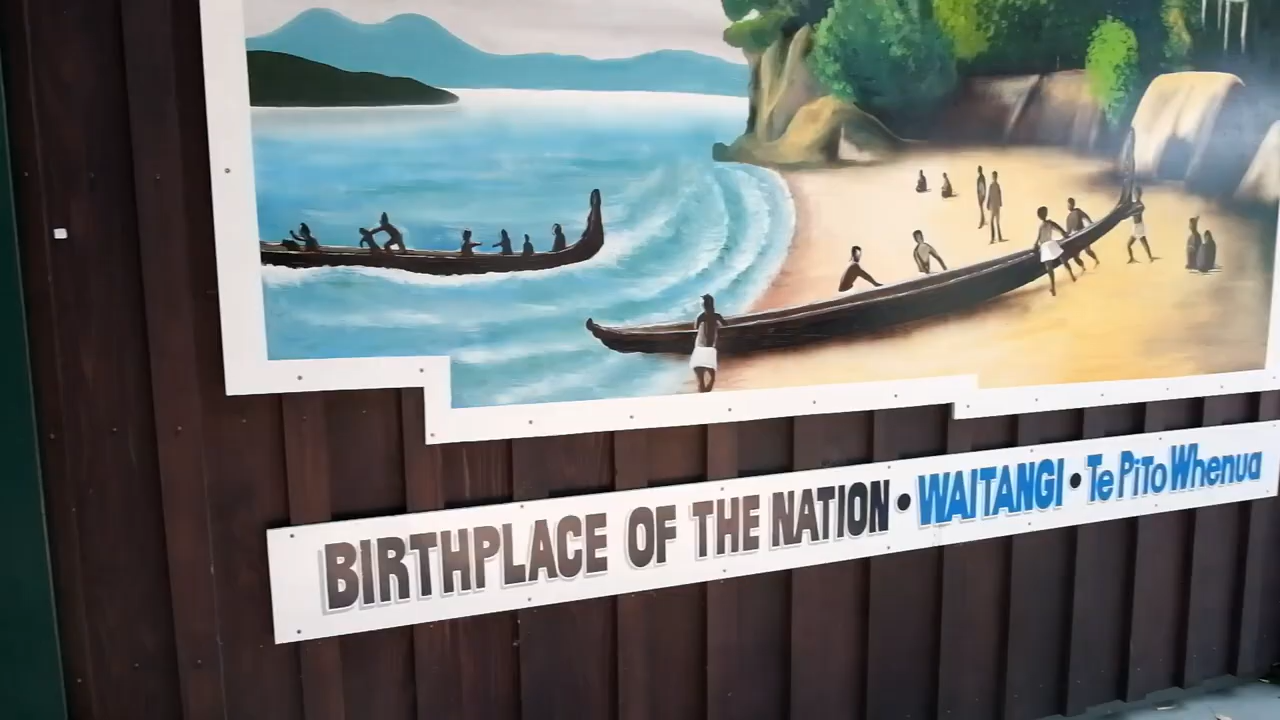 BIRTHPLACE OF THE NATION • WAITANGI • Te PiTo Whenua